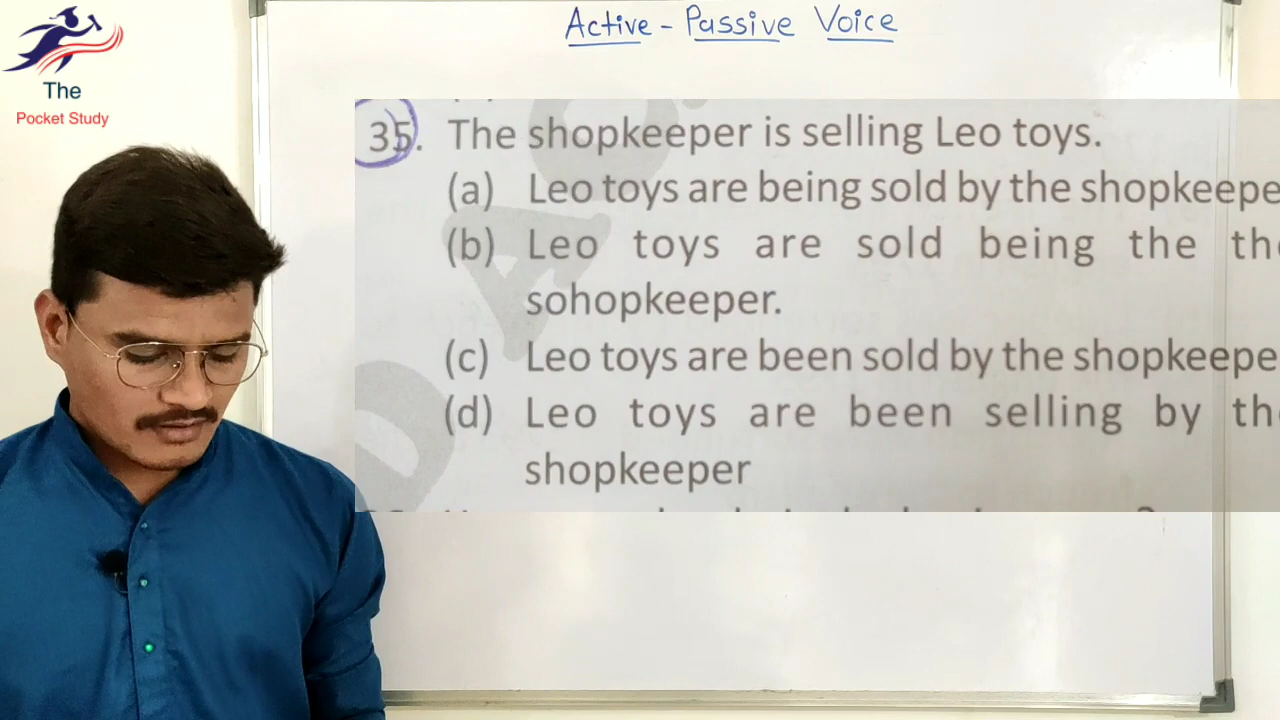 Active - Passive Voice
The
Pocket Study
35. The shopkeeper is selling Leo toys.
(a) Leo toys are being sold by the shopkeepe
(b) Leo toys are sold being the the
sohopkeeper.
(c) Leo toys are been sold by the shopkeepe
(d) Leo toys are been selling by th
shopkeeper